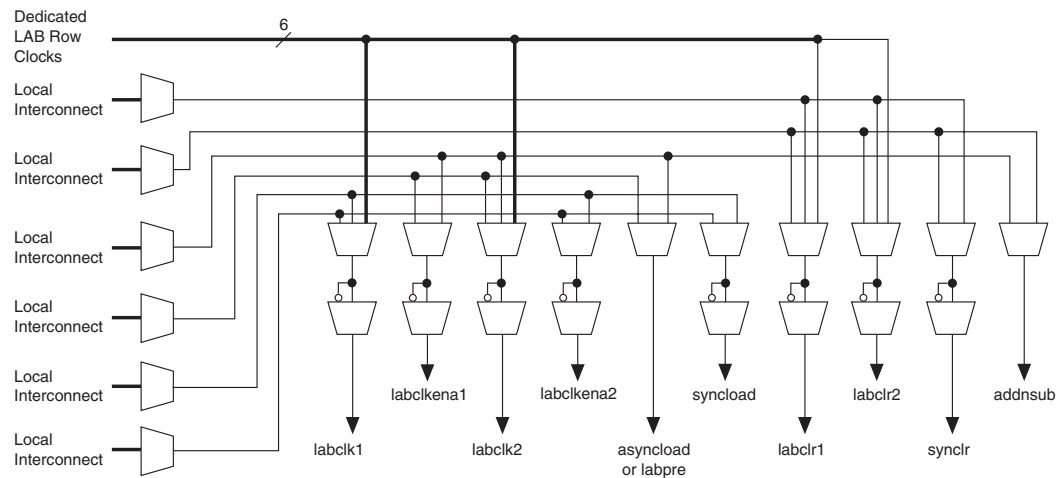 Dedicated
LAB Row
Clocks
6
Local
Interconnect
Local
Interconnect
Local
Interconnect
Local
Interconnect
Local
Interconnect
Local
Interconnect
labclkena1
labclkena2
syncload
labclr2
addnsub
labclk1
labclk2
asyncload
or labpre
labclr1
synclr